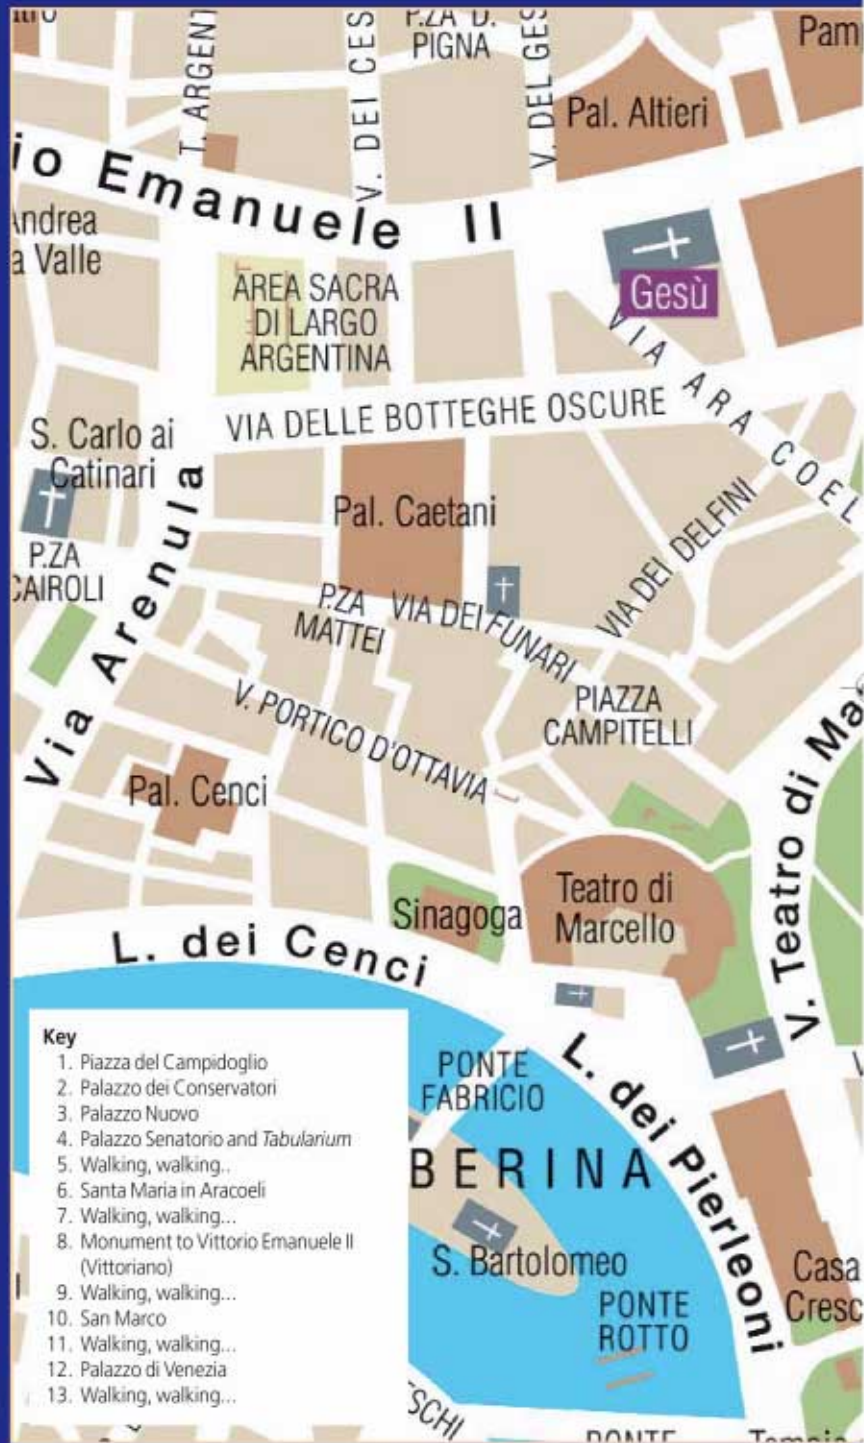 T. ARGENT
V. DEI CES
P.ZA D.
PIGNA
V. DEL GES
Pam
Pal. Altieri
io Emanuele II
Andrea
a Valle
AREA SACRA
DI LARGO
ARGENTINA
Gesù
VIA ARA COEL
VIA DELLE BOTTEGHE OSCURE
S. Carlo ai
Catinari
Pal. Caetani
P.ZA
CAIROLI
Via Arenula
P.ZA
MATTEI
VIA DEI FUNARI
VIA DEI DELFINI
PIAZZA
CAMPITELLI
V. PORTICO D'OTTAVIA
Pal. Cenci
V. Teatro di Ma
Sinagoga
Teatro di
Marcello
L. dei Cenci
L. dei Pierleoni
PONTE
FABRICIO
BERINA
S. Bartolomeo
PONTE
ROTTO
Casa
Cresc
Key
1. Piazza del Campidoglio
2. Palazzo dei Conservatori
3. Palazzo Nuovo
4. Palazzo Senatorio and Tabularium
5. Walking, walking..
6. Santa Maria in Aracoeli
7. Walking, walking...
8. Monument to Vittorio Emanuele II
(Vittoriano)
9. Walking, walking...
10. San Marco
11. Walking, walking...
12. Palazzo di Venezia
13. Walking, walking...
ESCHI
PONTE